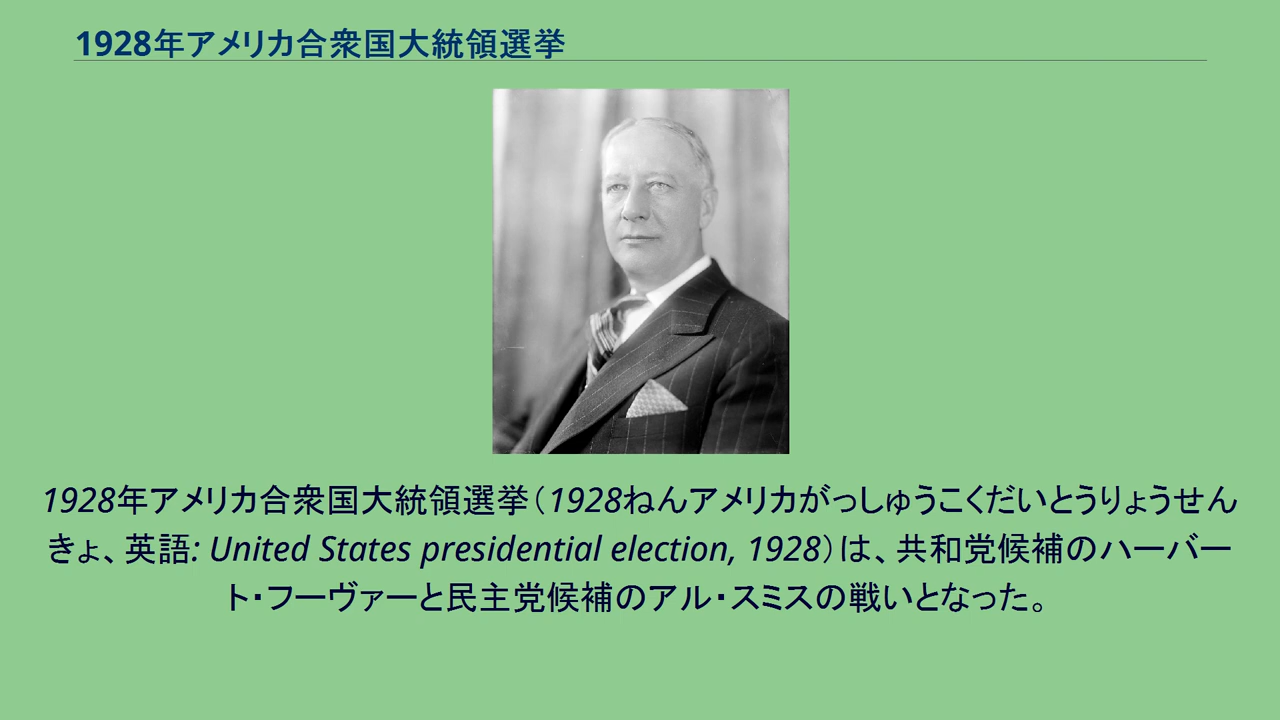 1928年アメリカ合衆国大統領選挙
1928年アメリカ合衆国大統領選挙（1928ねんアメリカがっしゅうこくだいとうりょうせん
きょ、英語: United States presidential election, 1928）は、共和党候補のハーバー
ト・フーヴァーと民主党候補のアル・スミスの戦いとなった。